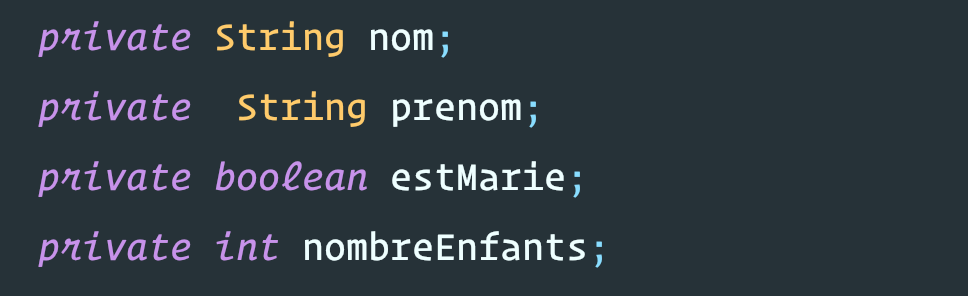 private String nom;
private  String prenom;
private boolean estMarie;
private int nombreEnfants;